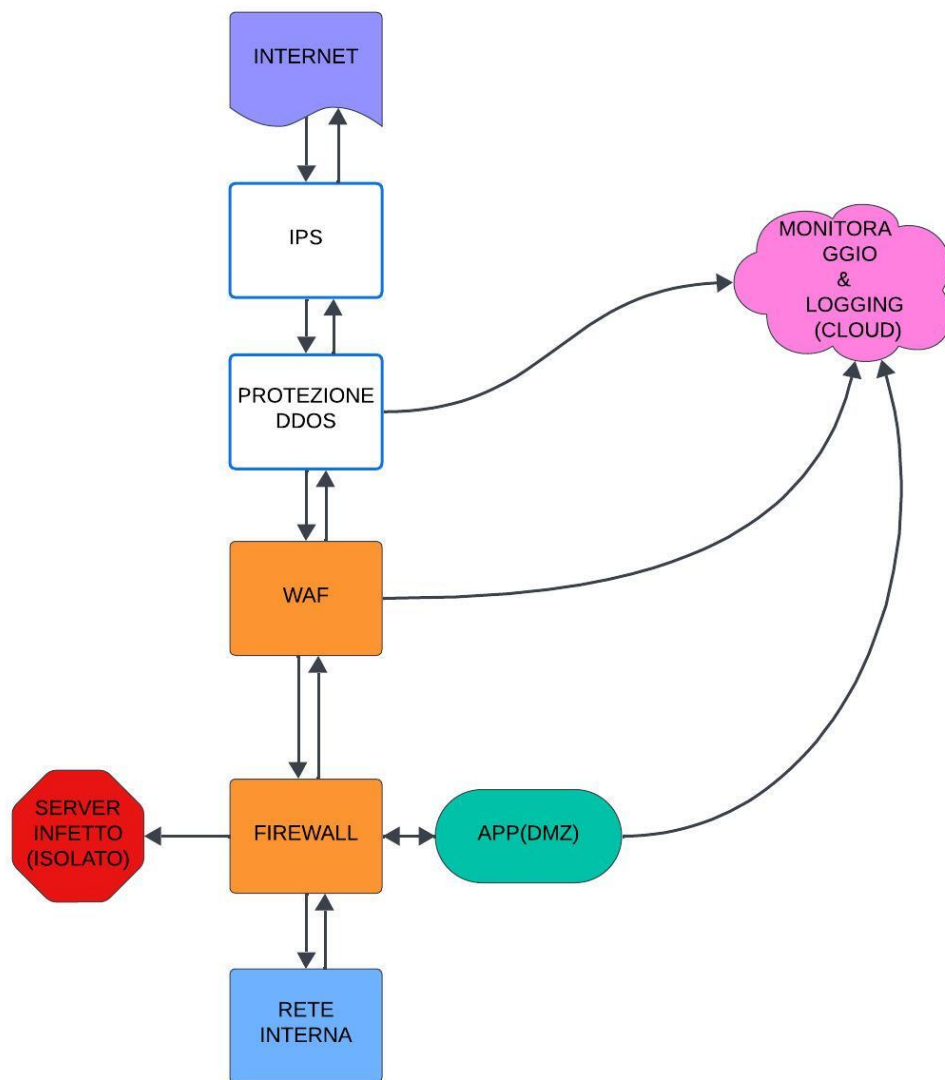 INTERNET
IPS
MONITORA
GGIO
&
LOGGING
(CLOUD)
PROTEZIONE
DDOS
WAF
SERVER
INFETTO
(ISOLATO)
FIREWALL
APP(DMZ)
RETE
INTERNA